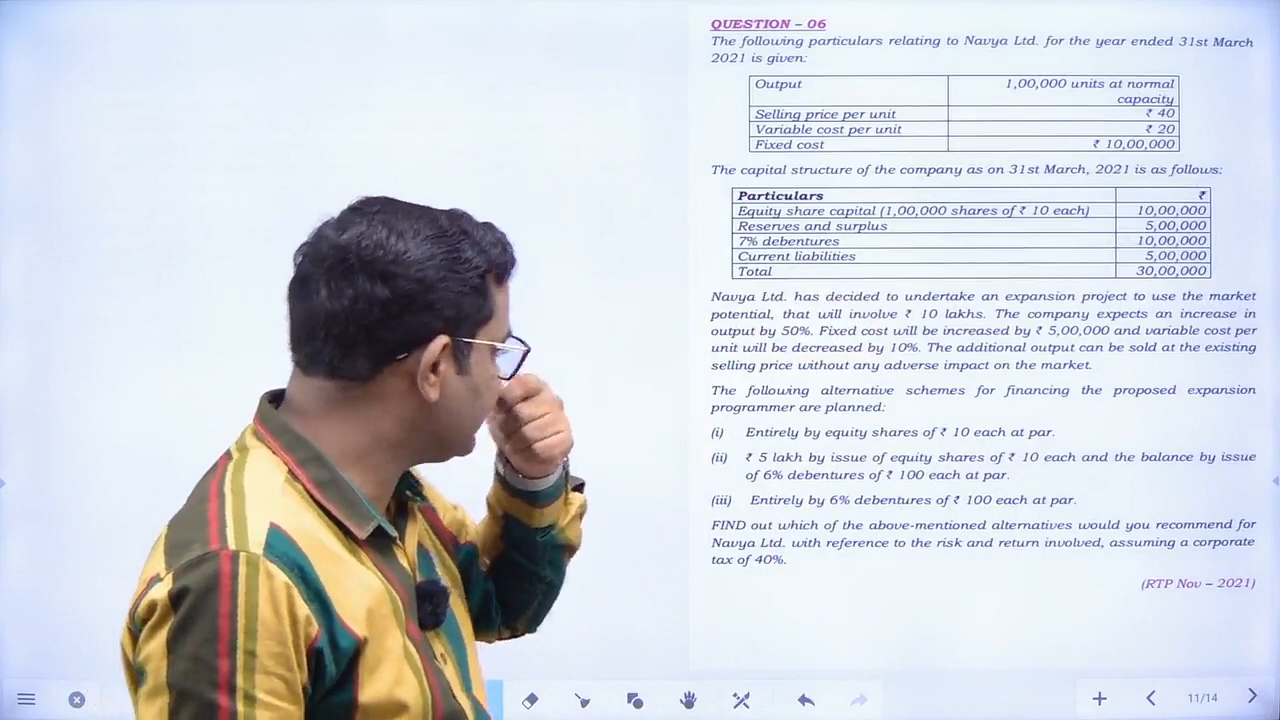 QUESTION – 06
The following particulars relating to Navya Ltd. for the year ended 31st March
2021 is given:
Output 1,00,000 units at normal
capacity
Selling price per unit ₹ 40
Variable cost per unit ₹ 20
Fixed cost ₹ 10,00,000
The capital structure of the company as on 31st March, 2021 is as follows:
Particulars ₹
Equity share capital (1,00,000 shares of ₹ 10 each) 10,00,000
Reserves and surplus 5,00,000
7% debentures 10,00,000
Current liabilities 5,00,000
Total 30,00,000
Navya Ltd. has decided to undertake an expansion project to use the market
potential, that will involve ₹ 10 lakhs. The company expects an increase in
output by 50%. Fixed cost will be increased by ₹ 5,00,000 and variable cost per
unit will be decreased by 10%. The additional output can be sold at the existing
selling price without any adverse impact on the market.
The following alternative schemes for financing the proposed expansion
programmer are planned:
(i) Entirely by equity shares of ₹ 10 each at par.
(ii) ₹ 5 lakh by issue of equity shares of ₹ 10 each and the balance by issue
of 6% debentures of ₹ 100 each at par.
(iii) Entirely by 6% debentures of ₹ 100 each at par.
FIND out which of the above-mentioned alternatives would you recommend for
Navya Ltd. with reference to the risk and return involved, assuming a corporate
tax of 40%.
(RTP Nov – 2021)
11/14